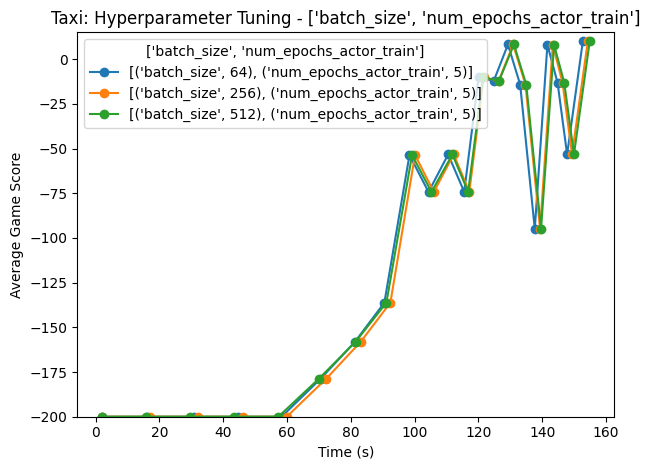 Taxi: Hyperparameter Tuning - ['batch_size', 'num_epochs_actor_train']
['batch_size', 'num_epochs_actor_train']
[('batch_size', 64), ('num_epochs_actor_train', 5)]
[('batch_size', 256), ('num_epochs_actor_train', 5)]
[('batch_size', 512), ('num_epochs_actor_train', 5)]
Average Game Score
0
−25
−50
−75
−100
−125
−150
−175
−200
0 20 40 60 80 100 120 140 160
Time (s)